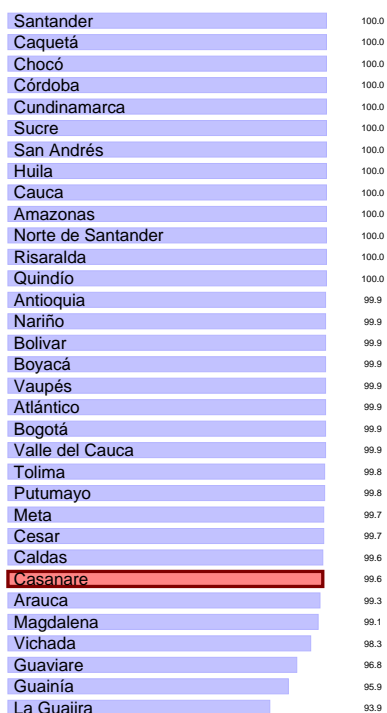 Santander 100.0
Caquetá 100.0
Chocó 100.0
Córdoba 100.0
Cundinamarca 100.0
Sucre 100.0
San Andrés 100.0
Huila 100.0
Cauca 100.0
Amazonas 100.0
Norte de Santander 100.0
Risaralda 100.0
Quindío 100.0
Antioquia 99.9
Nariño 99.9
Bolivar 99.9
Boyacá 99.9
Vaupés 99.9
Atlántico 99.9
Bogotá 99.9
Valle del Cauca 99.9
Tolima 99.8
Putumayo 99.8
Meta 99.7
Cesar 99.7
Caldas 99.6
Casanare 99.6
Arauca 99.3
Magdalena 99.1
Vichada 98.3
Guaviare 96.8
Guainía 95.9
La Guajira 93.9